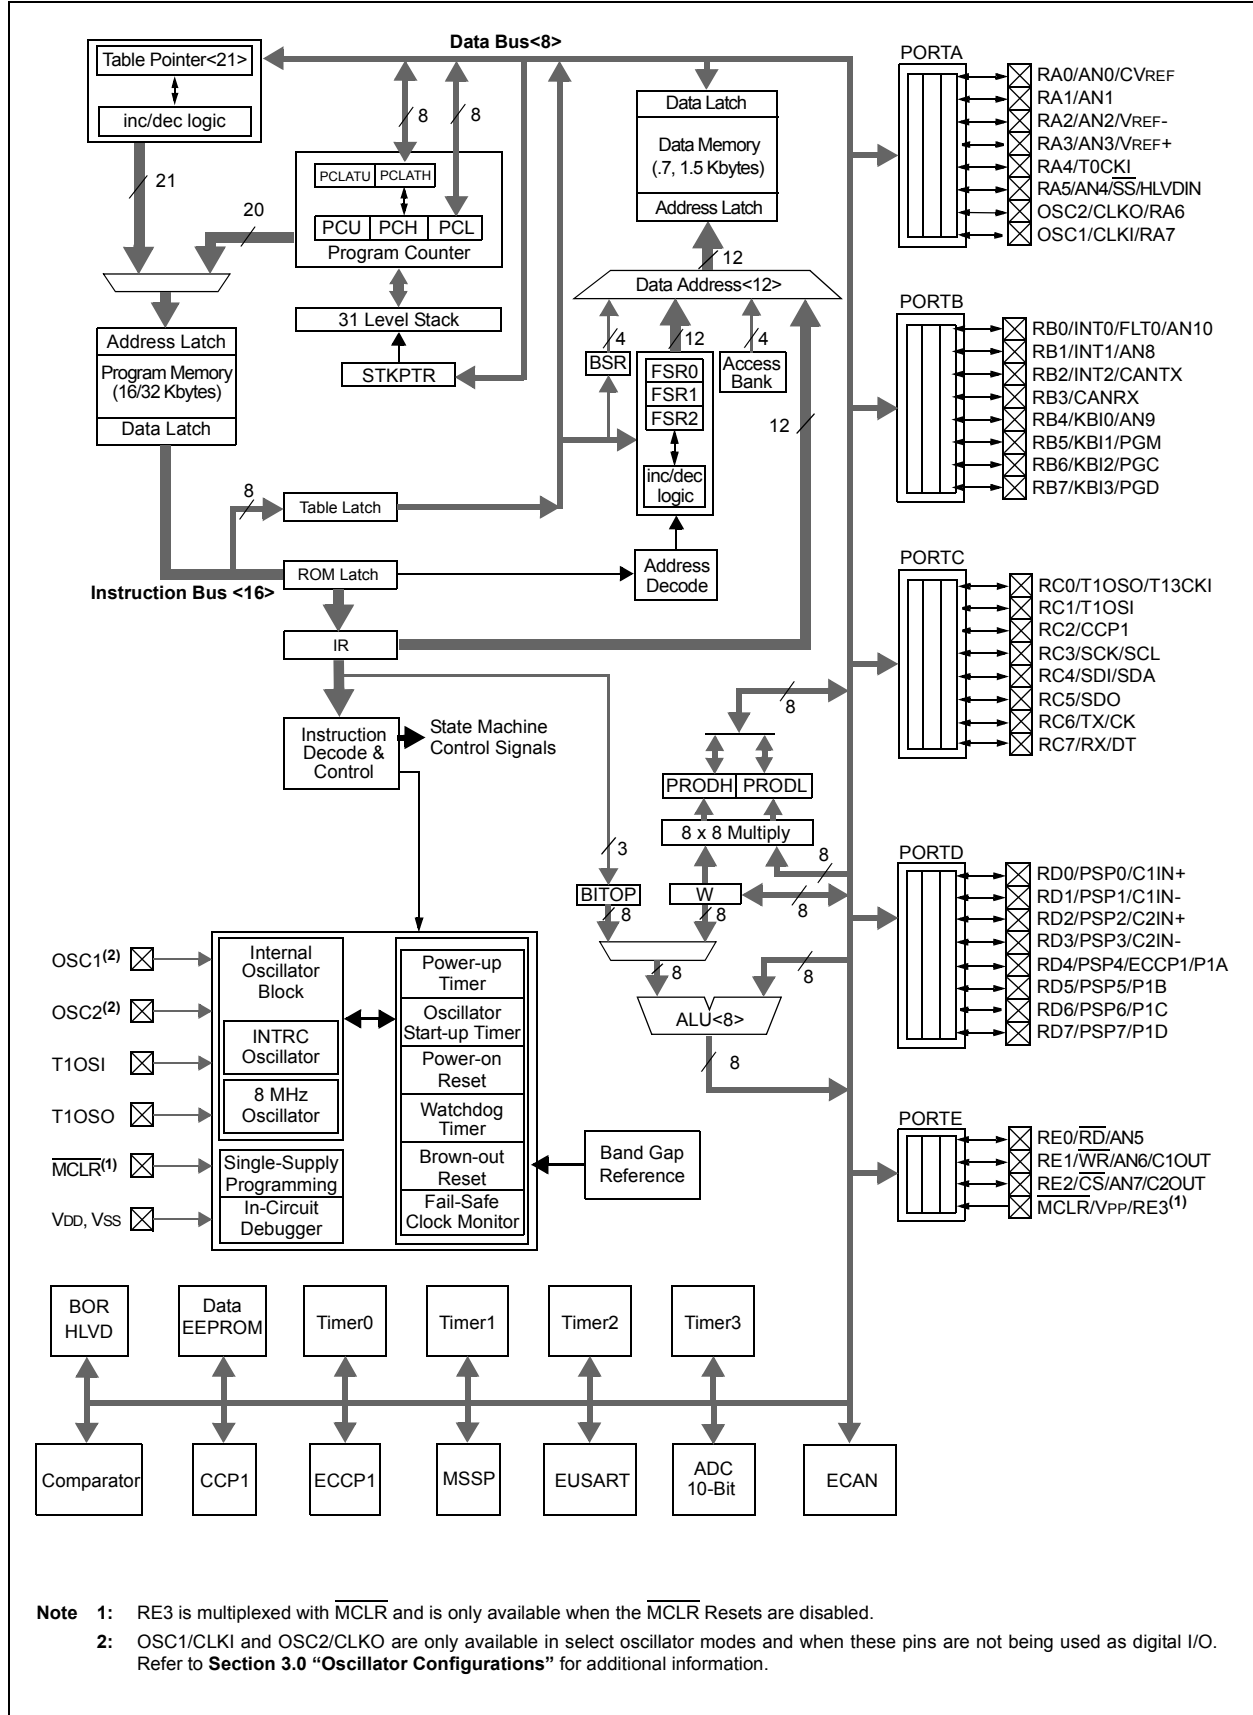 Data Bus<8>
Table Pointer<21>
inc/dec logic
21
20
8
8
PCLATU PCLATH
PCU PCH PCL
Program Counter
31 Level Stack
STKPTR
Address Latch
Program Memory
(16/32 Kbytes)
Data Latch
8
Table Latch
ROM Latch
Instruction Bus <16>
IR
Instruction
Decode &
Control
State Machine
Control Signals
Data Latch
Data Memory
(.7, 1.5 Kbytes)
Address Latch
12
Data Address<12>
4
12
4
BSR
FSR0
FSR1
FSR2
inc/dec
logic
Access
Bank
12
Address
Decode
8
PRODH PRODL
8 x 8 Multiply
3
8
BITOP
W
8
8
8
8
8
ALU<8>
8
PORTA
RA0/AN0/CVREF
RA1/AN1
RA2/AN2/VREF-
RA3/AN3/VREF+
RA4/T0CKI
RA5/AN4/SS/HLVDIN
OSC2/CLKO/RA6
OSC1/CLKI/RA7
PORTB
RB0/INT0/FLT0/AN10
RB1/INT1/AN8
RB2/INT2/CANTX
RB3/CANRX
RB4/KBI0/AN9
RB5/KBI1/PGM
RB6/KBI2/PGC
RB7/KBI3/PGD
PORTC
RC0/T1OSO/T13CKI
RC1/T1OSI
RC2/CCP1
RC3/SCK/SCL
RC4/SDI/SDA
RC5/SDO
RC6/TX/CK
RC7/RX/DT
PORTD
RD0/PSP0/C1IN+
RD1/PSP1/C1IN-
RD2/PSP2/C2IN+
RD3/PSP3/C2IN-
RD4/PSP4/ECCP1/P1A
RD5/PSP5/P1B
RD6/PSP6/P1C
RD7/PSP7/P1D
PORTE
RE0/RD/AN5
RE1/WR/AN6/C1OUT
RE2/CS/AN7/C2OUT
MCLR/VPP/RE3(1)
OSC1(2)
OSC2(2)
T1OSI
T1OSO
MCLR(1)
VDD, VSS
Internal
Oscillator
Block
INTRC
Oscillator
8 MHz
Oscillator
Single-Supply
Programming
In-Circuit
Debugger
Power-up
Timer
Oscillator
Start-up Timer
Power-on
Reset
Watchdog
Timer
Brown-out
Reset
Fail-Safe
Clock Monitor
Band Gap
Reference
BOR
HLVD
Data
EEPROM
Timer0
Timer1
Timer2
Timer3
Comparator
CCP1
ECCP1
MSSP
EUSART
ADC
10-Bit
ECAN
Note 1: RE3 is multiplexed with MCLR and is only available when the MCLR Resets are disabled.
2: OSC1/CLKI and OSC2/CLKO are only available in select oscillator modes and when these pins are not being used as digital I/O.
Refer to Section 3.0 “Oscillator Configurations” for additional information.